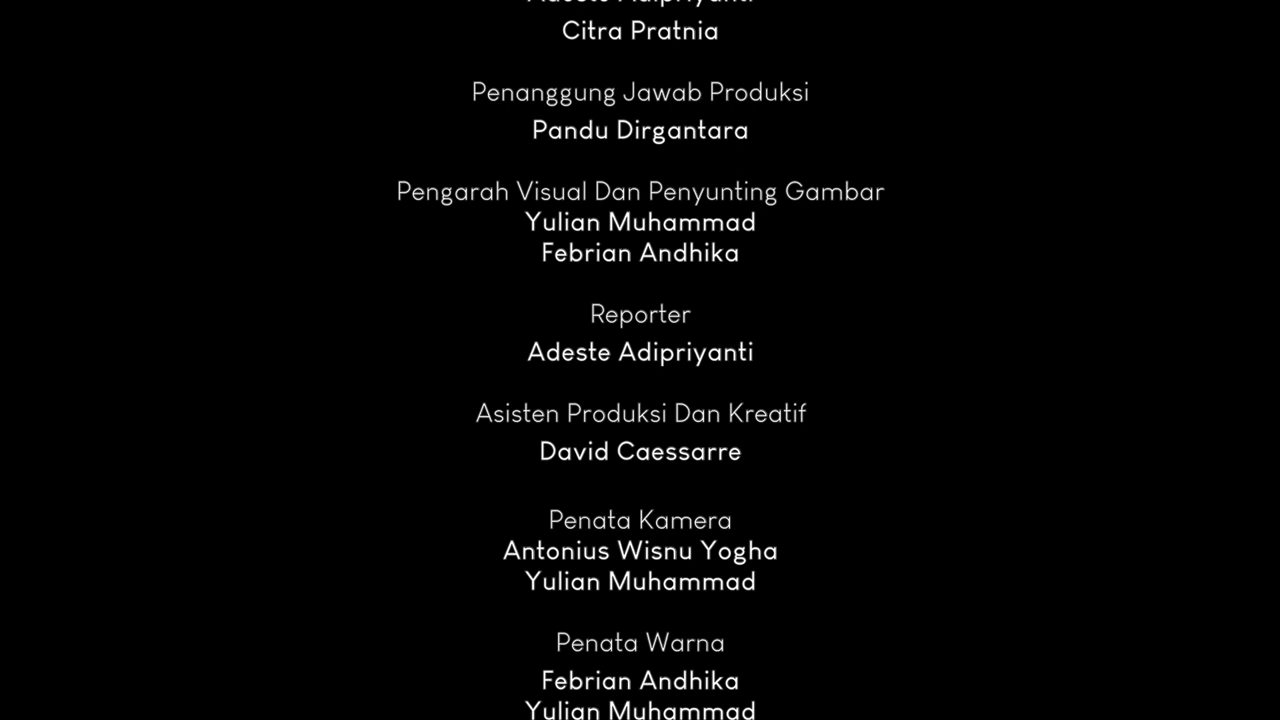 Adeste Adipriyanti
Citra Pratnia
Penanggung Jawab Produksi
Pandu Dirgantara
Pengarah Visual Dan Penyunting Gambar
Yulian Muhammad
Febrian Andhika
Reporter
Adeste Adipriyanti
Asisten Produksi Dan Kreatif
David Caessarre
Penata Kamera
Antonius Wisnu Yogha
Yulian Muhammad
Penata Warna
Febrian Andhika
Yulian Muhammad